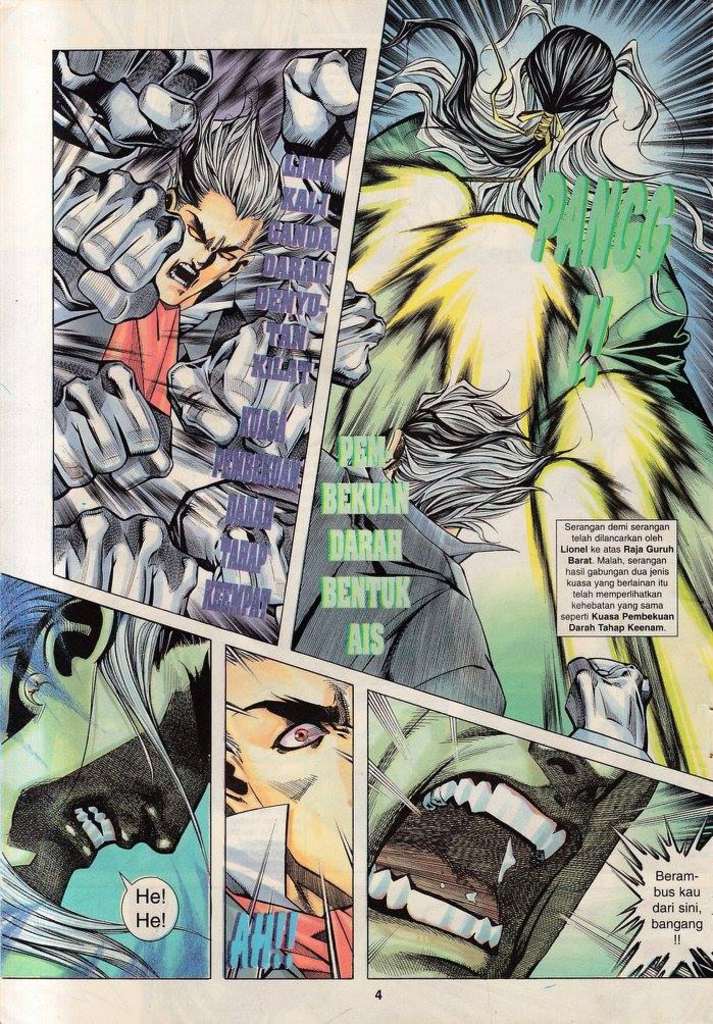 LIMA
KALI
GANDA
DARAH
DENYU-
TAN
KILAT
KUASA
PEMBEKUAN
DARAH
TAHAP
KEEMPAT
PANGG
!!
PEM-
BEKUAN
DARAH
BENTUK
AIS
Serangan demi serangan
telah dilancarkan oleh
Lionel ke atas Raja Guruh
Barat. Malah, serangan
hasil gabungan dua jenis
kuasa yang berlainan itu
telah memperlihatkan
kehebatan yang sama
seperti Kuasa Pembekuan
Darah Tahap Keenam.
He!
He!
AH!!
Beram-
bus kau
dari sini,
bangang
!!
4